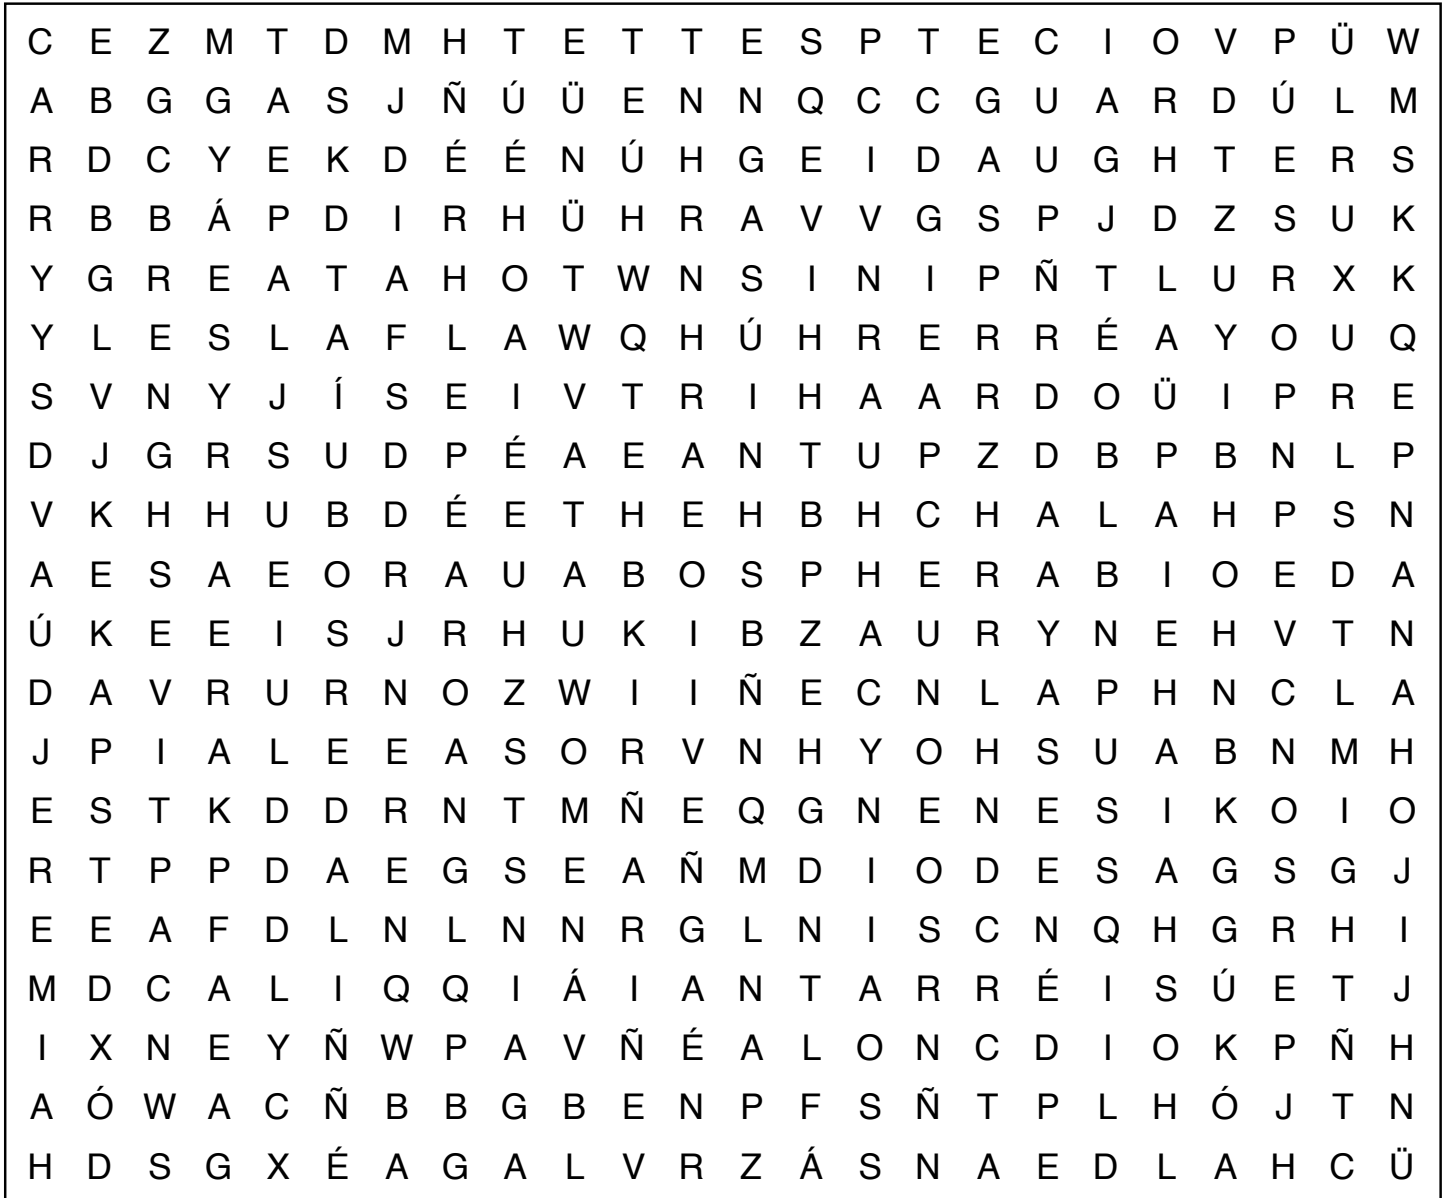 C E Z M T D M H T E T T E S P T E C I O V P Ü W
A B G G A S J Ñ Ú Ü E N N Q C C G U A R D Ú L M
R D C Y E K D É É N Ú H G E I D A U G H T E R S
R B B Á P D I R H Ü H R A V V G S P J D Z S U K
Y G R E A T A H O T W N S I N I P Ñ T L U R X K
Y L E S L A F L A W Q H Ú H R E R R É A Y O U Q
S V N Y J Í S E I V T R I H A A R D O Ü I P R E
D J G R S U D P É A E A N T U P Z D B P B N L P
V K H H U B D É E T H E H B H C H A L A H P S N
A E S A E O R A U A B O S P H E R A B I O E D A
Ú K E E I S J R H U K I B Z A U R Y N E H V T N
D A V R U R N O Z W I I Ñ E C N L A P H N C L A
J P I A L E E A S O R V N H Y O H S U A B N M H
E S T K D D R N T M Ñ E Q G N E N E S I K O I O
R T P P D A E G S E A Ñ M D I O D E S A G S G J
E E A F D L N L N N R G L N I S C N Q H G R H I
M D C A L I Q Q I Á I A N T A R R É I S Ú E T J
I X N E Y Ñ W P A V Ñ É A L O N C D I O K P Ñ H
A Ó W A C Ñ B B G B E N P F S Ñ T P L H Ó J T N
H D S G X É A G A L V R Z Á S N A E D L A H C Ü